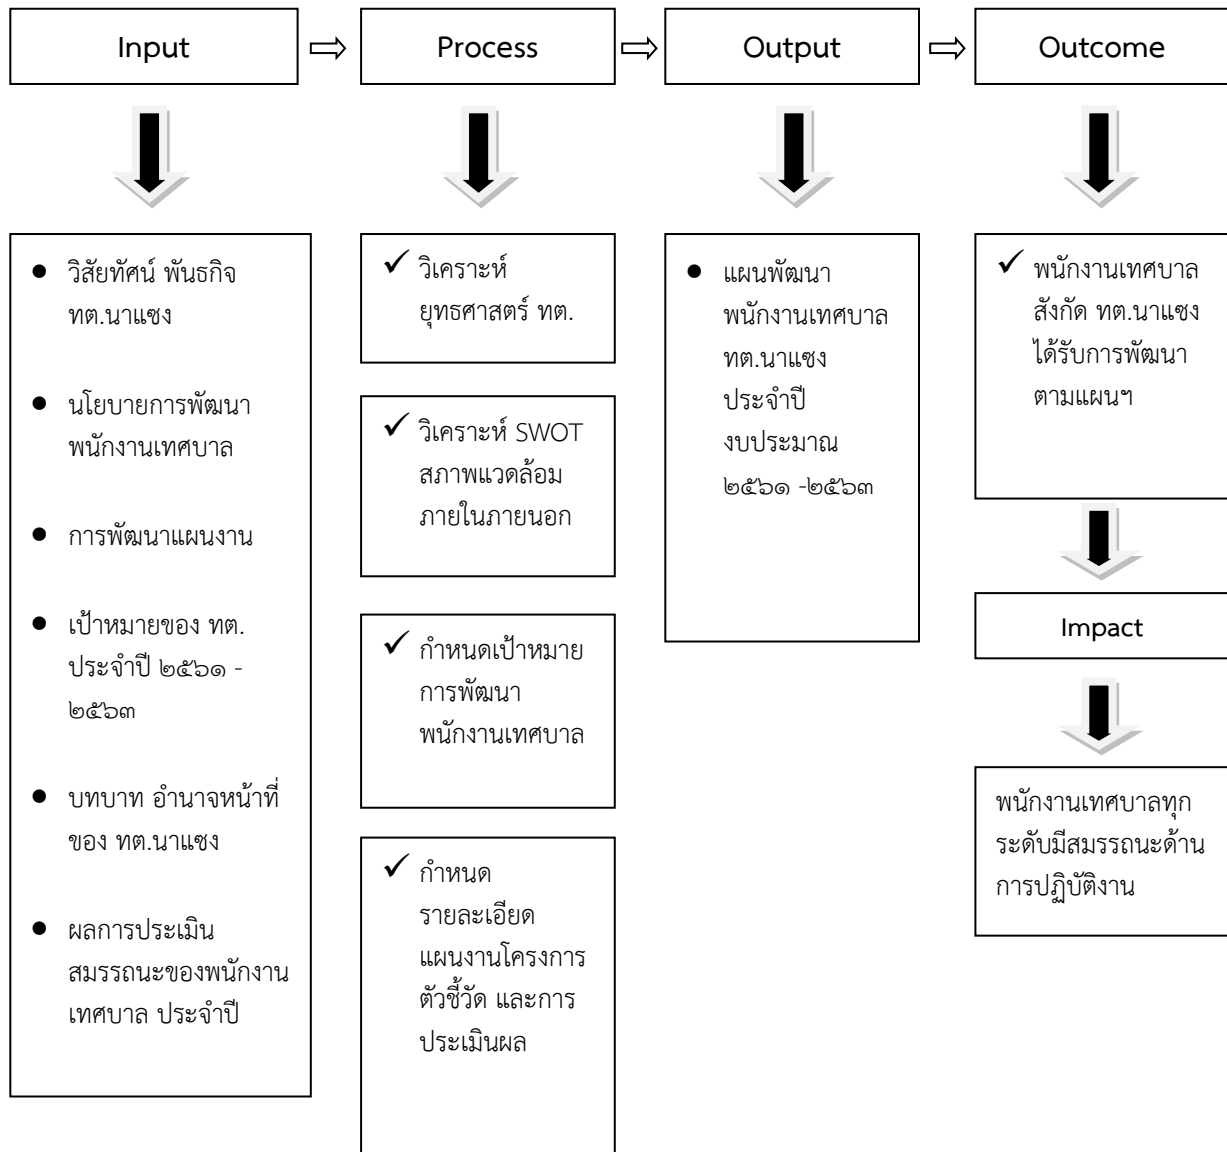 Input
Process
Output
Outcome
วิสัยทัศน์ พันธกิจ
ทต.นาแซง
นโยบายการพัฒนา
พนักงานเทศบาล
การพัฒนาแผนงาน
เป้าหมายของ ทต.
ประจำปี ๒๕๖๑ -
๒๕๖๓
บทบาท อำนาจหน้าที่
ของ ทต.นาแซง
ผลการประเมิน
สมรรถนะของพนักงาน
เทศบาล ประจำปี
วิเคราะห์
ยุทธศาสตร์ ทต.
วิเคราะห์ SWOT
สภาพแวดล้อม
ภายในภายนอก
กำหนดเป้าหมาย
การพัฒนา
พนักงานเทศบาล
กำหนด
รายละเอียด
แผนงานโครงการ
ตัวชี้วัด และการ
ประเมินผล
แผนพัฒนา
พนักงานเทศบาล
ทต.นาแซง
ประจำปี
งบประมาณ
๒๕๖๑ -๒๕๖๓
พนักงานเทศบาล
สังกัด ทต.นาแซง
ได้รับการพัฒนา
ตามแผนฯ
Impact
พนักงานเทศบาลทุก
ระดับมีสมรรถนะด้าน
การปฏิบัติงาน